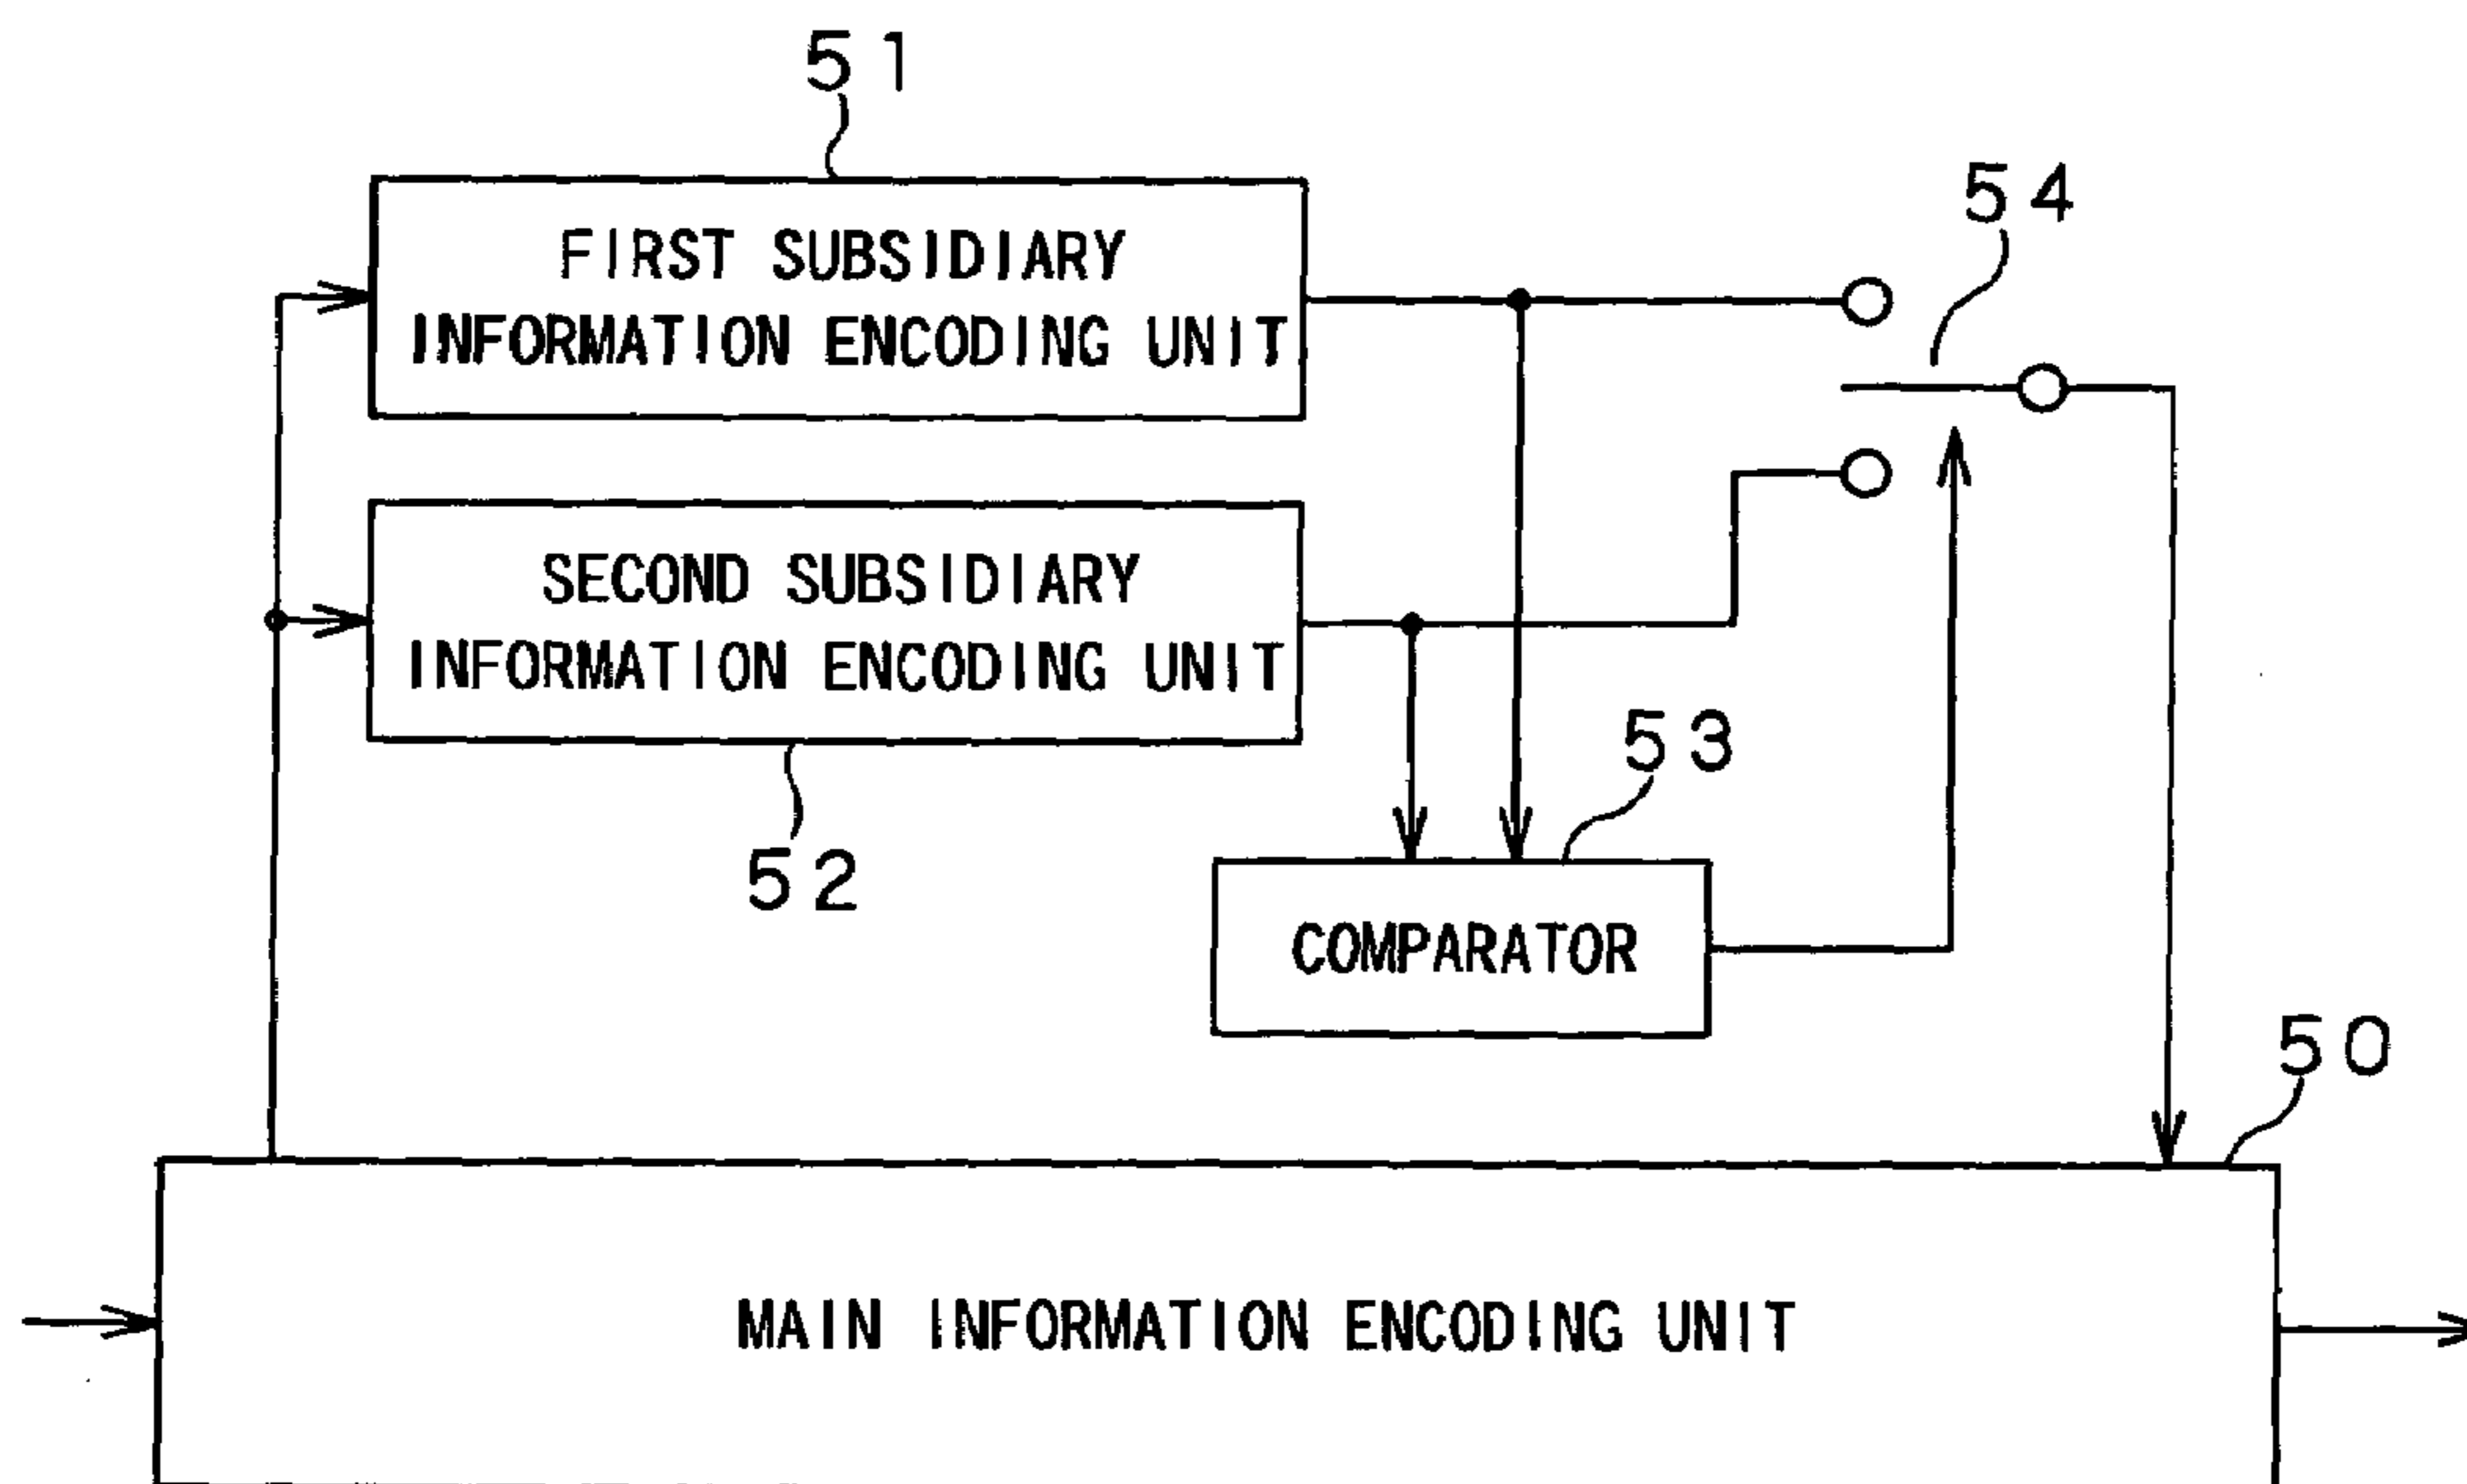 51
54
FIRST SUBSIDIARY
INFORMATION ENCODING UNIT
SECOND SUBSIDIARY
INFORMATION ENCODING UNIT
53
52
COMPARATOR
50
MAIN INFORMATION ENCODING UNIT